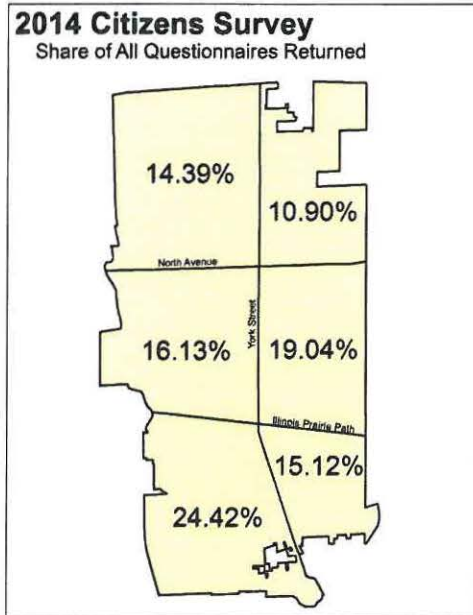 2014 Citizens Survey
Share of All Questionnaires Returned
14.39%
10.90%
North Avenue
York Street
16.13%
19.04%
Illinois Prairie Path
15.12%
24.42%